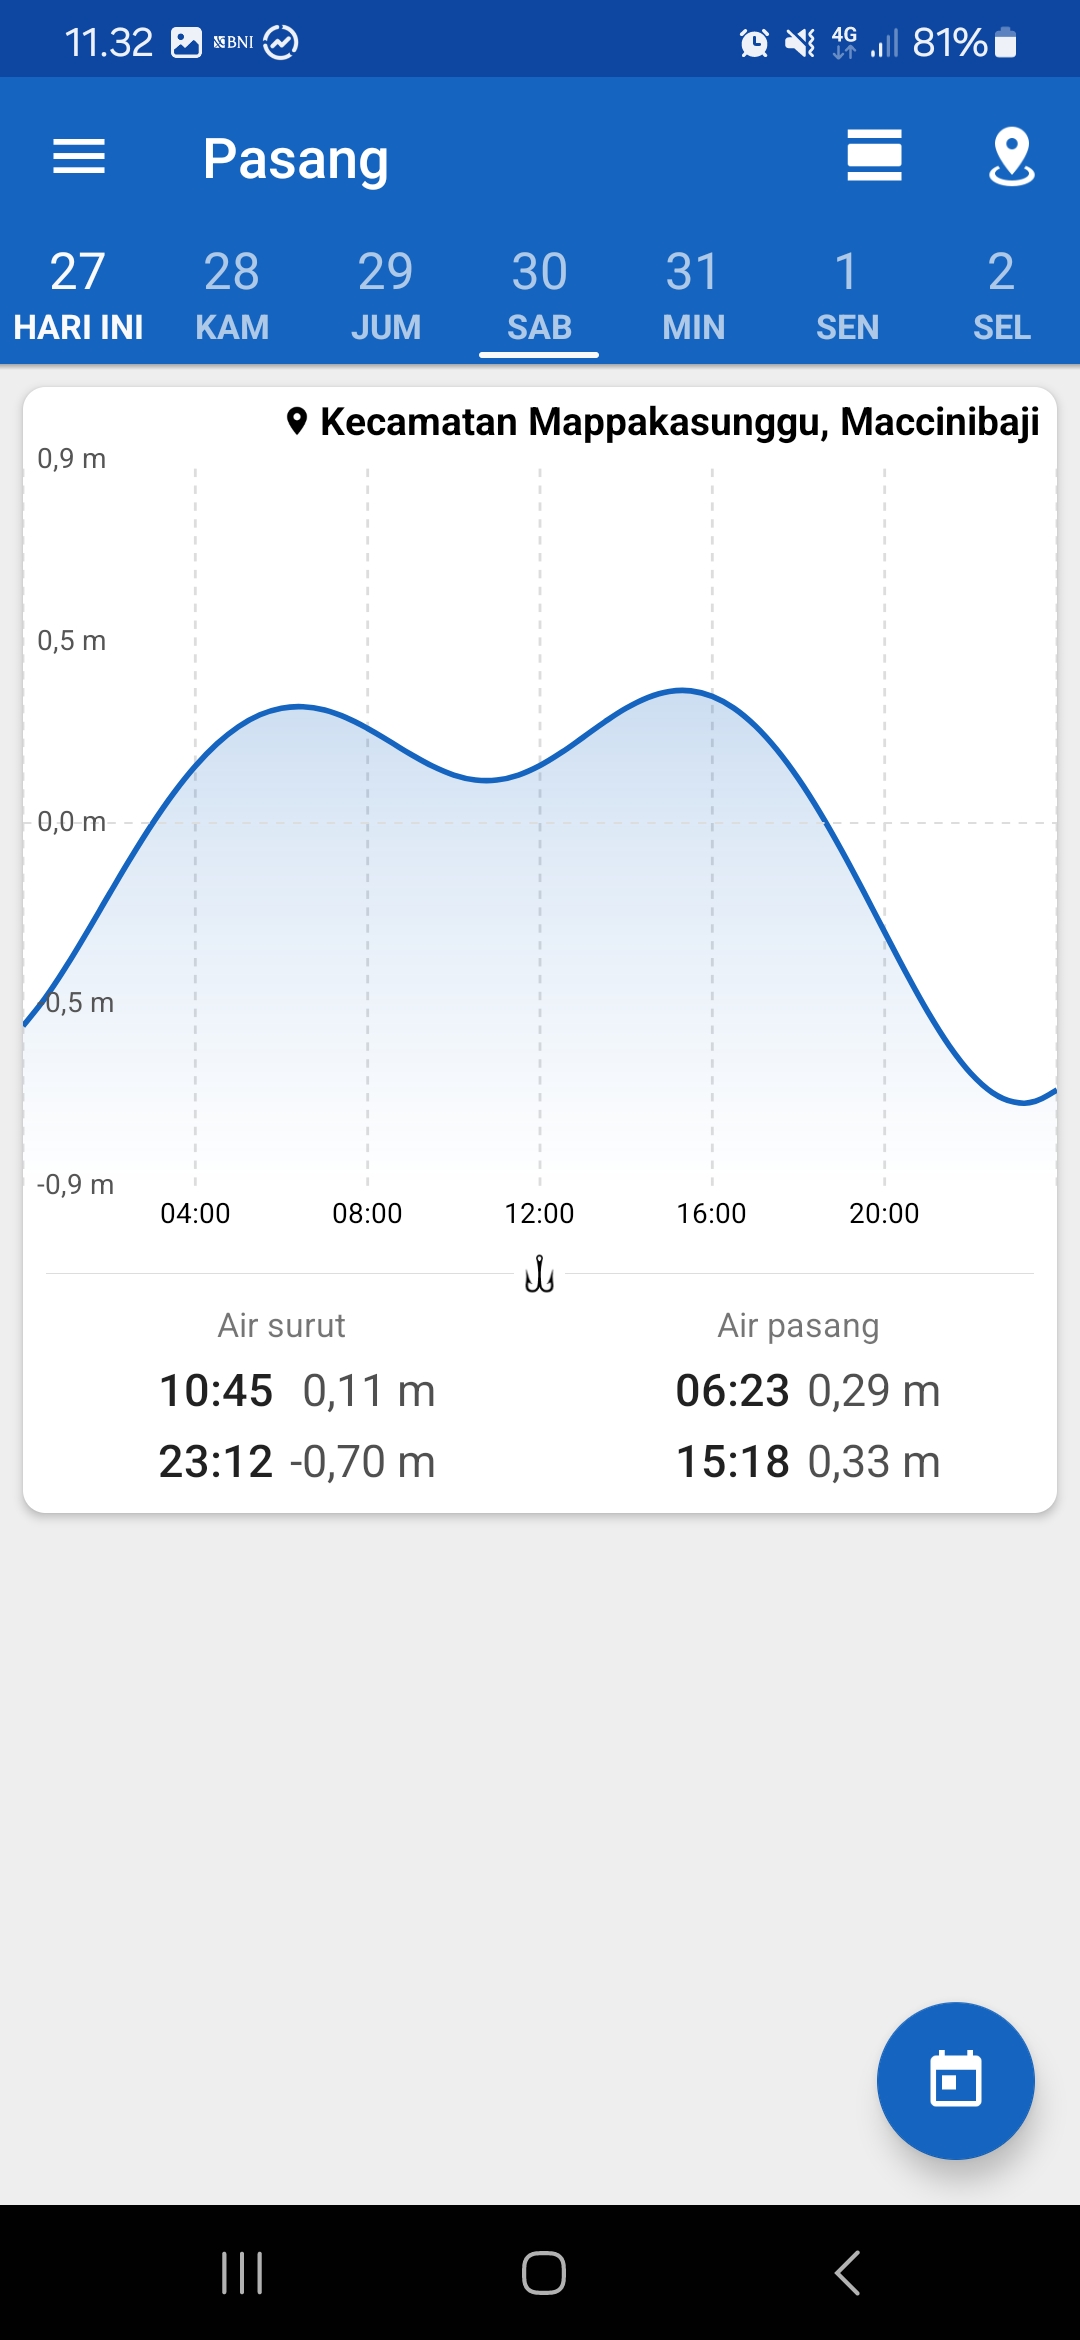 11.32 BNI 4G 81%
Pasang
27 28 29 30 31 1 2
HARI INI KAM JUM SAB MIN SEN SEL
Kecamatan Mappakasunggu, Maccinibaji
0,9 m
0,5 m
0,0 m
-0,5 m
-0,9 m
04:00 08:00 12:00 16:00 20:00
Air surut Air pasang
10:45 0,11 m 06:23 0,29 m
23:12 -0,70 m 15:18 0,33 m